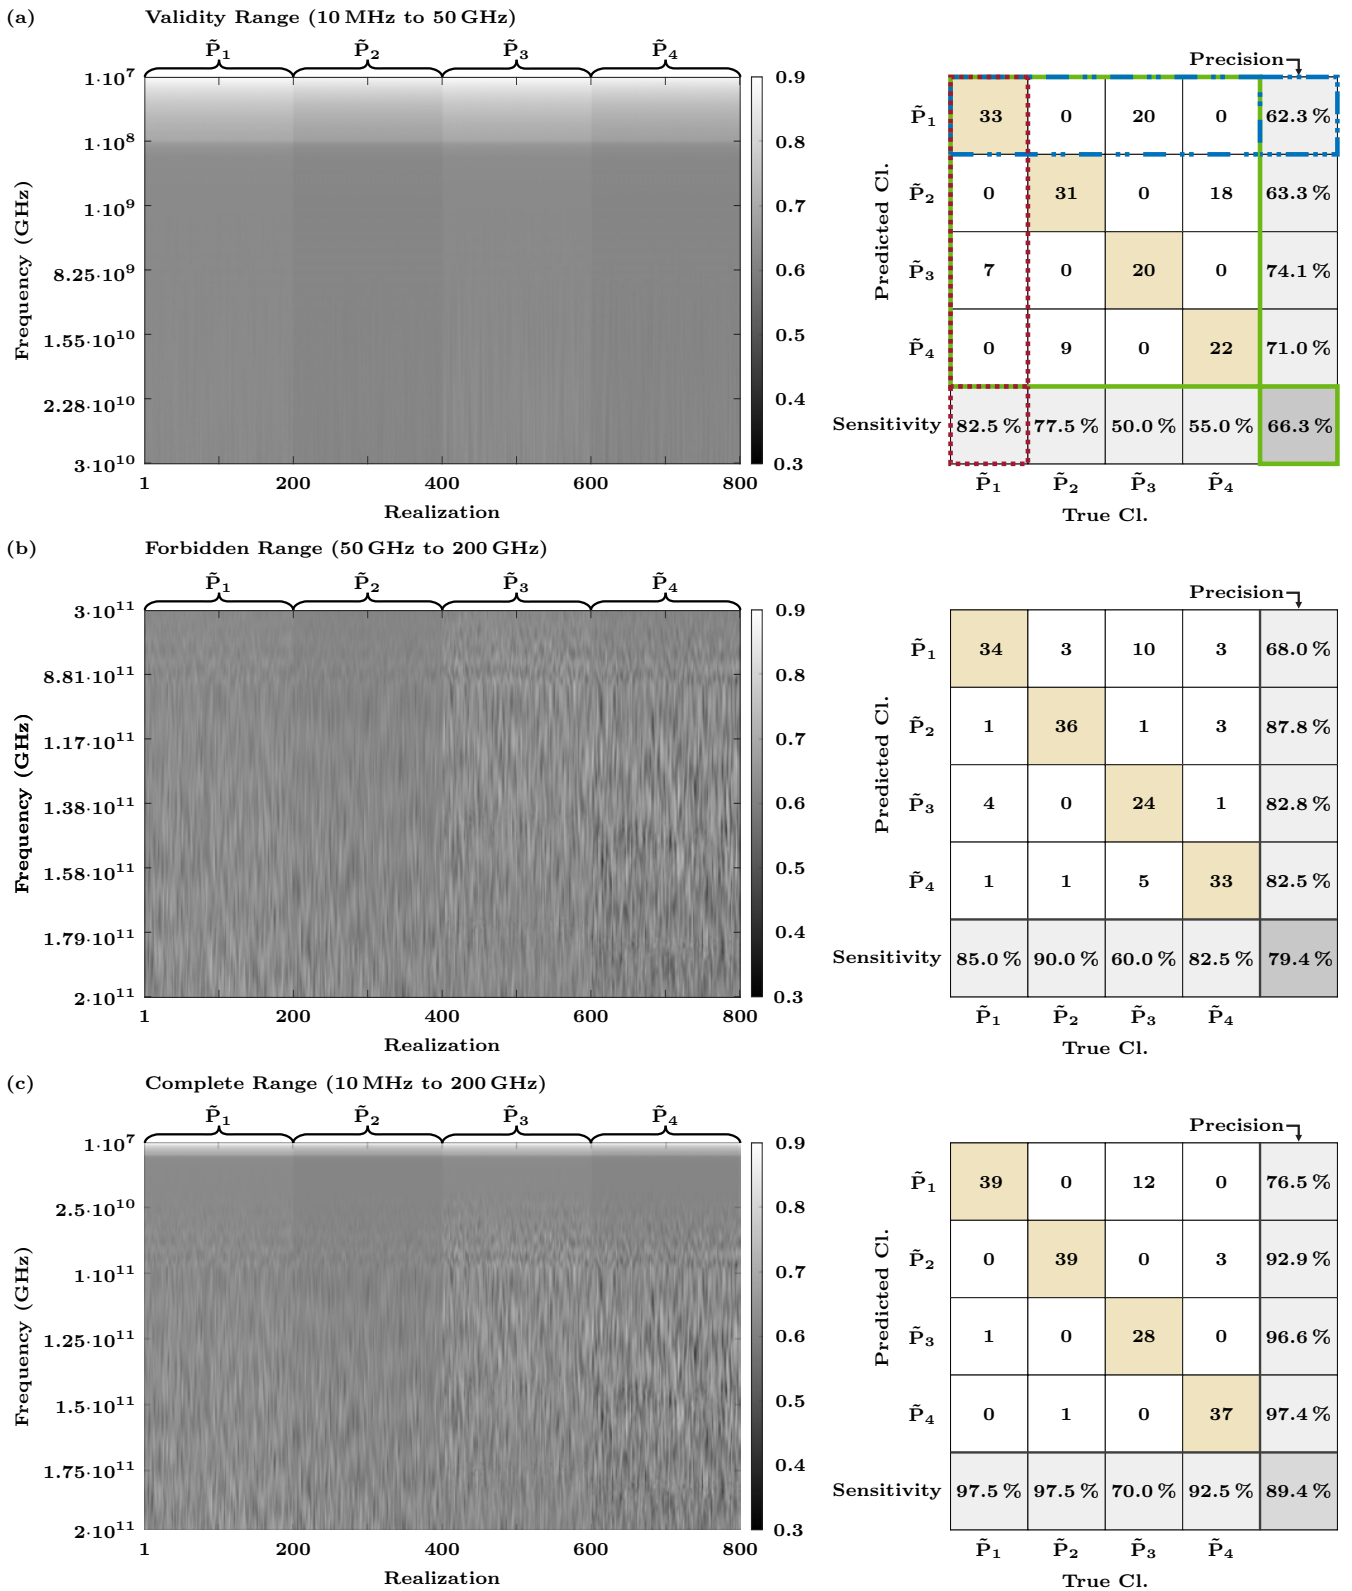 (a) Validity Range (10 MHz to 50 GHz)
P̃1 P̃2 P̃3 P̃4
Frequency (GHz)
1·10^7
1·10^8
1·10^9
8.25·10^9
1.55·10^10
2.28·10^10
3·10^10
1 200 400 600 800
Realization
0.9
0.8
0.7
0.6
0.5
0.4
0.3
Precision
Predicted Cl.
P̃1 33 0 20 0 62.3 %
P̃2 0 31 0 18 63.3 %
P̃3 7 0 20 0 74.1 %
P̃4 0 9 0 22 71.0 %
Sensitivity 82.5 % 77.5 % 50.0 % 55.0 % 66.3 %
P̃1 P̃2 P̃3 P̃4
True Cl.
(b) Forbidden Range (50 GHz to 200 GHz)
P̃1 P̃2 P̃3 P̃4
Frequency (GHz)
3·10^11
8.81·10^11
1.17·10^11
1.38·10^11
1.58·10^11
1.79·10^11
2·10^11
1 200 400 600 800
Realization
0.9
0.8
0.7
0.6
0.5
0.4
0.3
Precision
Predicted Cl.
P̃1 34 3 10 3 68.0 %
P̃2 1 36 1 3 87.8 %
P̃3 4 0 24 1 82.8 %
P̃4 1 1 5 33 82.5 %
Sensitivity 85.0 % 90.0 % 60.0 % 82.5 % 79.4 %
P̃1 P̃2 P̃3 P̃4
True Cl.
(c) Complete Range (10 MHz to 200 GHz)
P̃1 P̃2 P̃3 P̃4
Frequency (GHz)
1·10^7
2.5·10^10
1·10^11
1.25·10^11
1.5·10^11
1.75·10^11
2·10^11
1 200 400 600 800
Realization
0.9
0.8
0.7
0.6
0.5
0.4
0.3
Precision
Predicted Cl.
P̃1 39 0 12 0 76.5 %
P̃2 0 39 0 3 92.9 %
P̃3 1 0 28 0 96.6 %
P̃4 0 1 0 37 97.4 %
Sensitivity 97.5 % 97.5 % 70.0 % 92.5 % 89.4 %
P̃1 P̃2 P̃3 P̃4
True Cl.